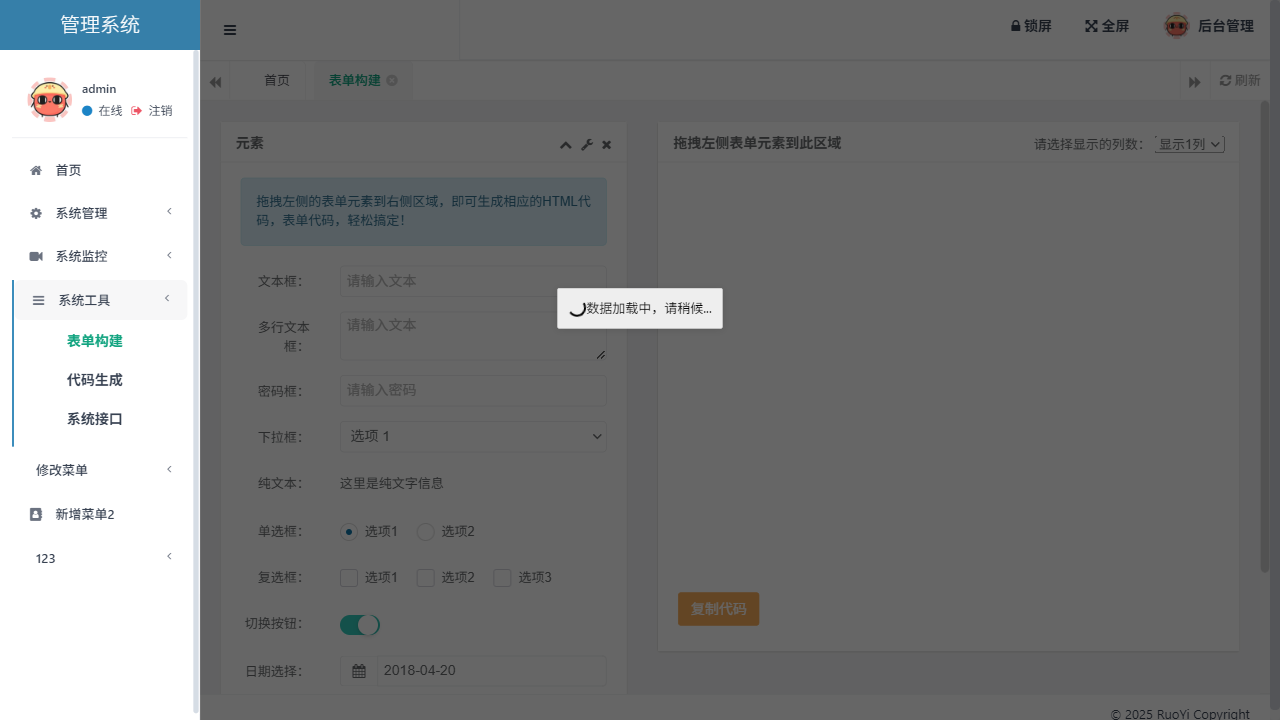 管理系统
admin
在线 注销
首页
系统管理
系统监控
系统工具
表单构建
代码生成
系统接口
修改菜单
新增菜单2
123
锁屏 全屏 后台管理
首页 表单构建 刷新
元素
拖拽左侧的表单元素到右侧区域，即可生成相应的HTML代
码，表单代码，轻松搞定！
文本框： 请输入文本
多行文本
框：
请输入文本
密码框： 请输入密码
下拉框： 选项 1
纯文本： 这里是纯文字信息
单选框： 选项1 选项2
复选框： 选项1 选项2 选项3
切换按钮：
日期选择： 2018-04-20
拖拽左侧表单元素到此区域 请选择显示的列数： 显示1列
数据加载中，请稍候...
复制代码
© 2025 RuoYi Copyright